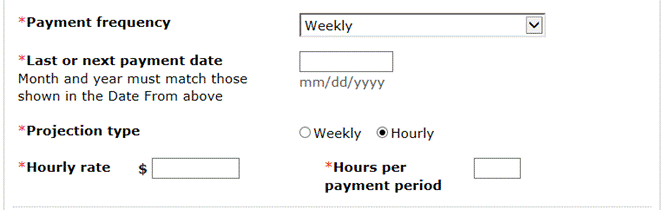 *Payment frequency Weekly
*Last or next payment date
Month and year must match those mm/dd/yyyy
shown in the Date From above
*Projection type Weekly Hourly
*Hourly rate $ *Hours per
payment period